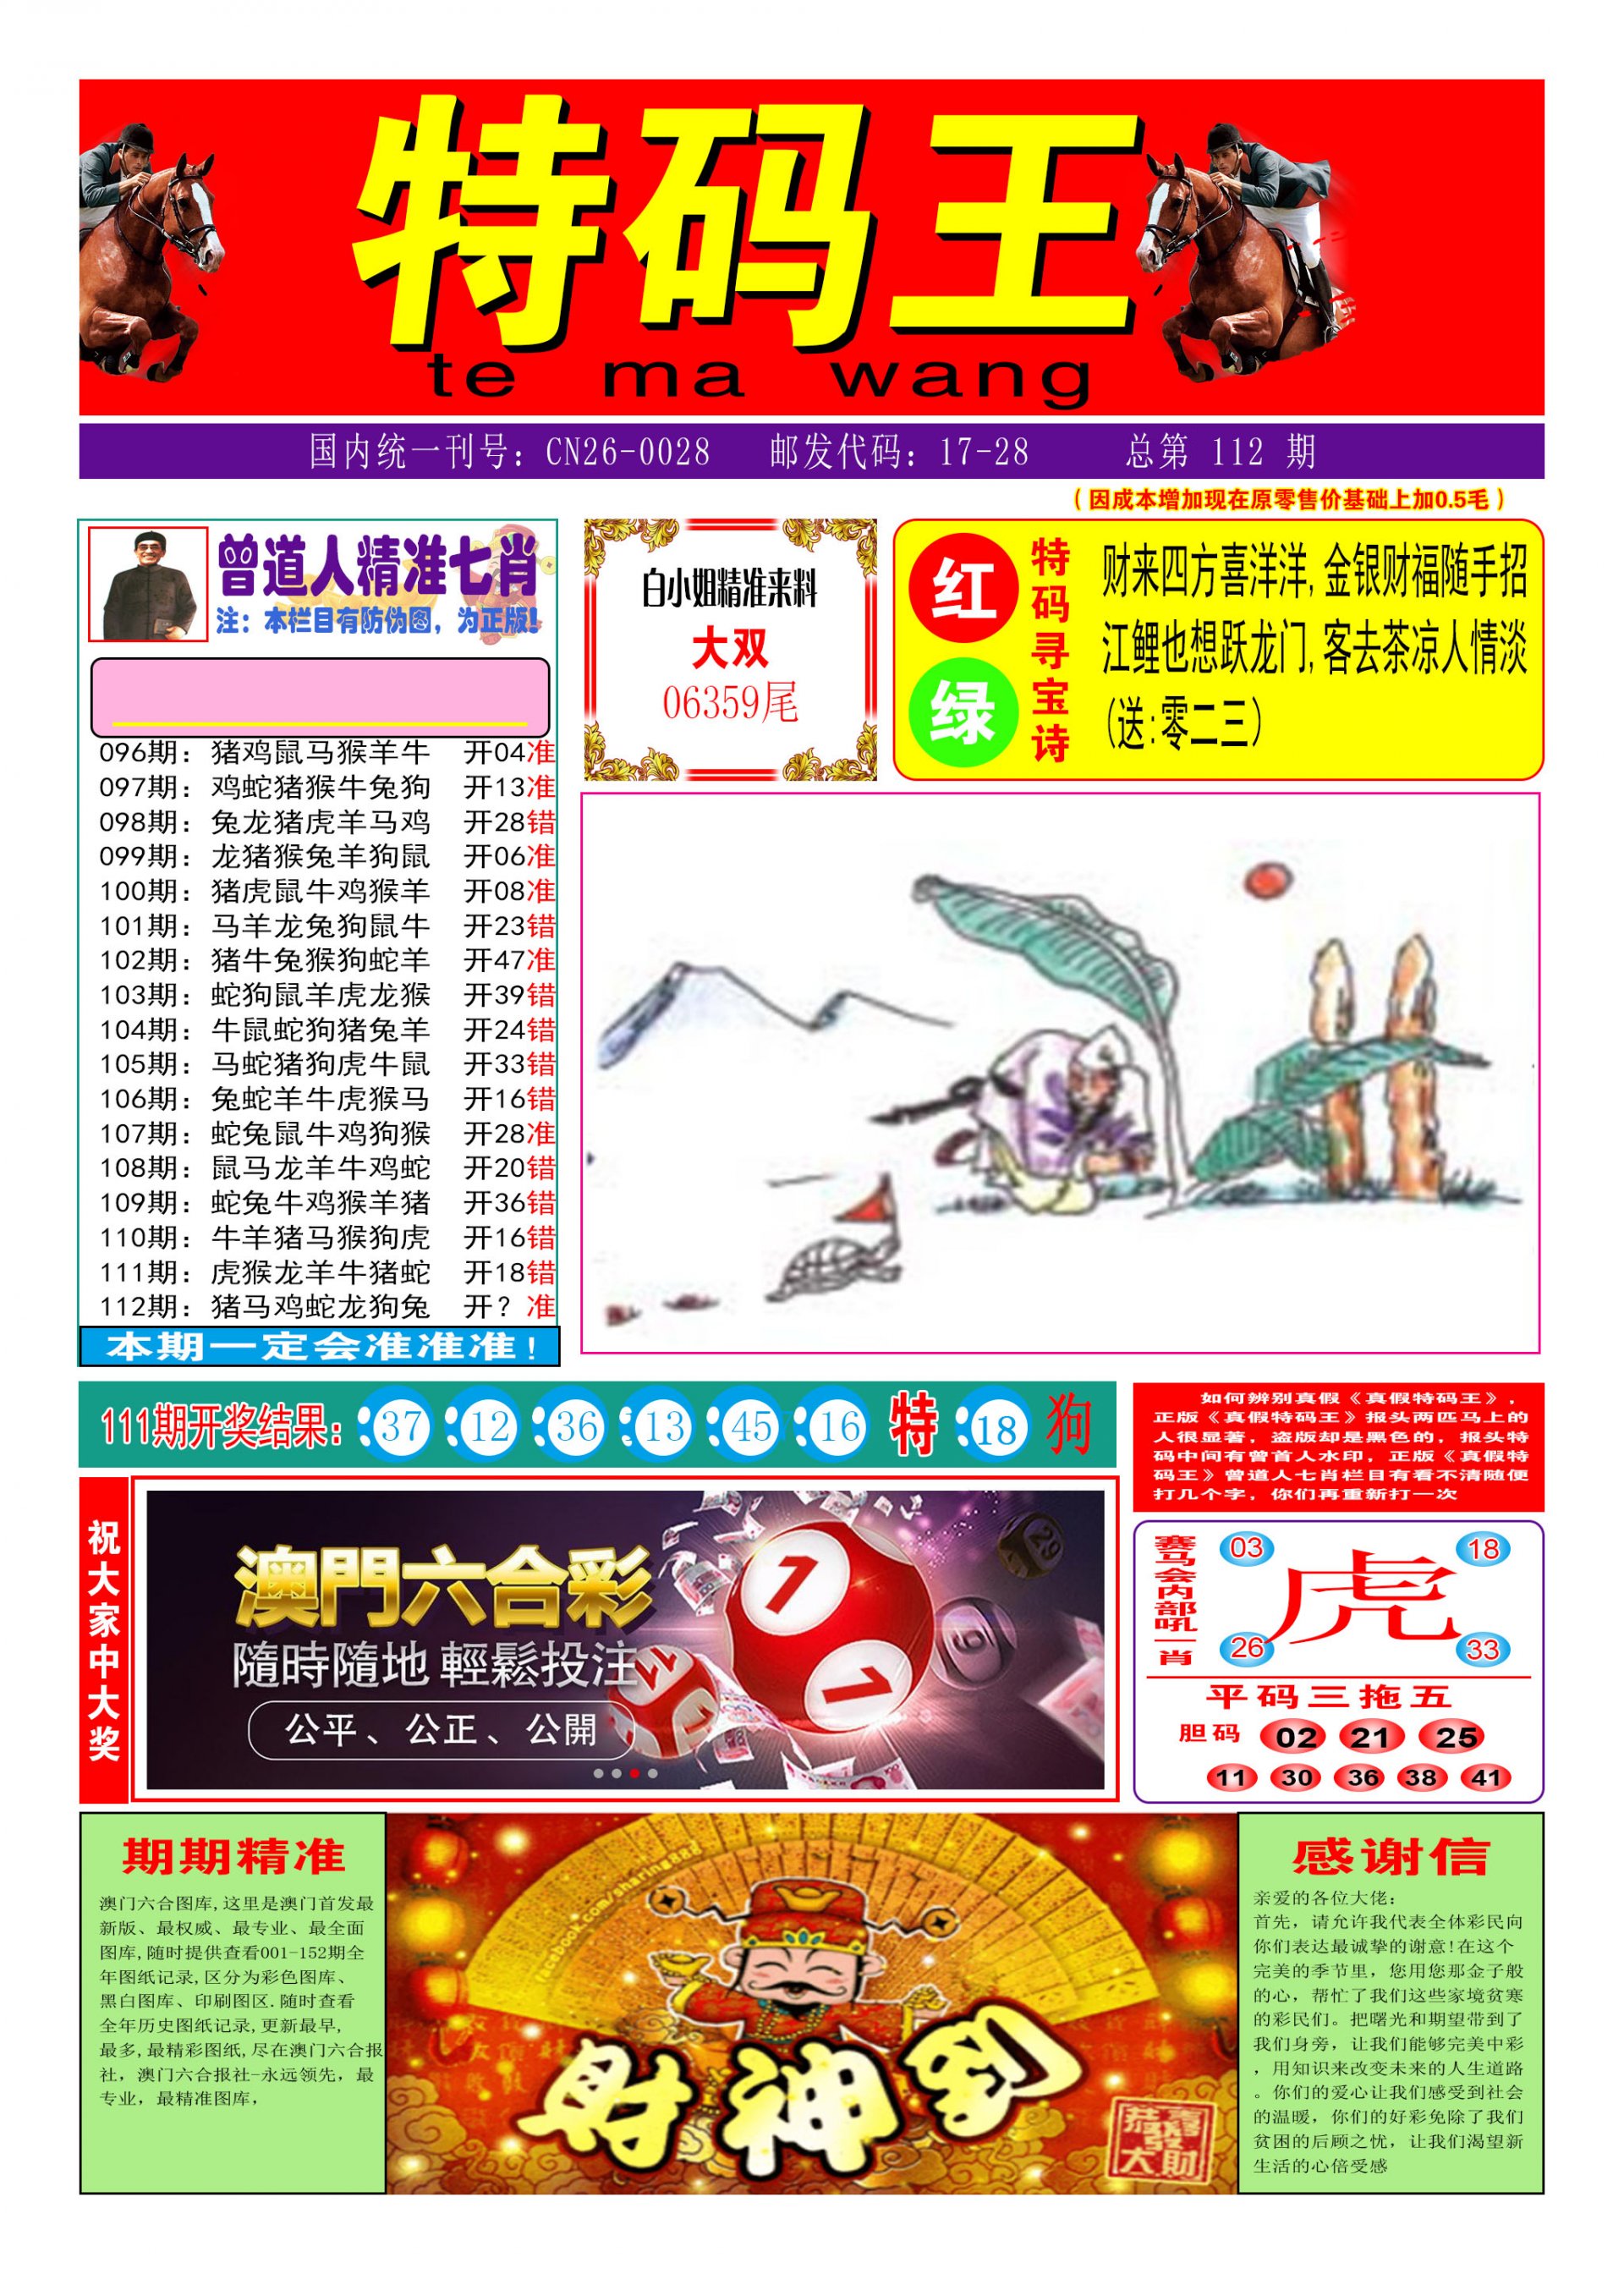 特码王
te ma wang
国内统一刊号：CN26-0028 邮发代码：17-28 总第 112 期
（因成本增加现在原零售价基础上加0.5毛）
曾道人精准七肖
注：本栏目有防伪图，为正版！
096期：猪鸡鼠马猴羊牛 开04准
097期：鸡蛇猪猴牛兔狗 开13准
098期：兔龙猪虎羊马鸡 开28错
099期：龙猪猴兔羊狗鼠 开06准
100期：猪虎鼠牛鸡猴羊 开08准
101期：马羊龙兔狗鼠牛 开23错
102期：猪牛兔猴狗蛇羊 开47准
103期：蛇狗鼠羊虎龙猴 开39错
104期：牛鼠蛇狗猪兔羊 开24错
105期：马蛇猪狗虎牛鼠 开33错
106期：兔蛇羊牛虎猴马 开16错
107期：蛇兔鼠牛鸡狗猴 开28准
108期：鼠马龙羊牛鸡蛇 开20错
109期：蛇兔牛鸡猴羊猪 开36错
110期：牛羊猪马猴狗虎 开16错
111期：虎猴龙羊牛猪蛇 开18错
112期：猪马鸡蛇龙狗兔 开？准
本期一定会准准准！
白小姐精准来料
大双
06359尾
红
绿
特码寻宝诗
财来四方喜洋洋,金银财福随手招
江鲤也想跃龙门,客去茶凉人情淡
(送:零二三)
111期开奖结果： 37 12 36 13 45 16 特 18 狗
如何辨别真假《真假特码王》，
正版《真假特码王》报头两匹马上的
人很显著，盗版却是黑色的，报头特
码中间有曾首人水印，正版《真假特
码王》曾道人七肖栏目有看不清随便
打几个字，你们再重新打一次
祝大家中大奖
澳門六合彩
隨時隨地 輕鬆投注
公平、公正、公開
1
1
11
9
29
赛马会内部吼一肖
03 18
虎
26 33
平码三拖五
胆码 02 21 25
11 30 36 38 41
期期精准
澳门六合图库,这里是澳门首发最
新版、最权威、最专业、最全面
图库,随时提供查看001-152期全
年图纸记录,区分为彩色图库、
黑白图库、印刷图区.随时查看
全年历史图纸记录,更新最早,
最多,最精彩图纸,尽在澳门六合报
社，澳门六合报社-永远领先，最
专业，最精准图库，
財神到
恭喜發大財
感谢信
亲爱的各位大佬：
首先，请允许我代表全体彩民向
你们表达最诚挚的谢意!在这个
完美的季节里，您用您那金子般
的心，帮忙了我们这些家境贫寒
的彩民们。把曙光和期望带到了
我们身旁，让我们能够完美中彩
，用知识来改变未来的人生道路
。你们的爱心让我们感受到社会
的温暖，你们的好彩免除了我们
贫困的后顾之忧，让我们渴望新
生活的心倍受感